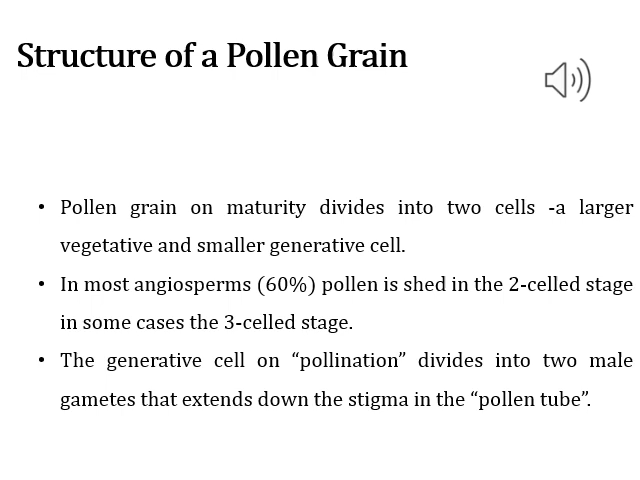 Structure of a Pollen Grain
• Pollen grain on maturity divides into two cells -a larger
vegetative and smaller generative cell.
• In most angiosperms (60%) pollen is shed in the 2-celled stage
in some cases the 3-celled stage.
• The generative cell on “pollination” divides into two male
gametes that extends down the stigma in the “pollen tube”.